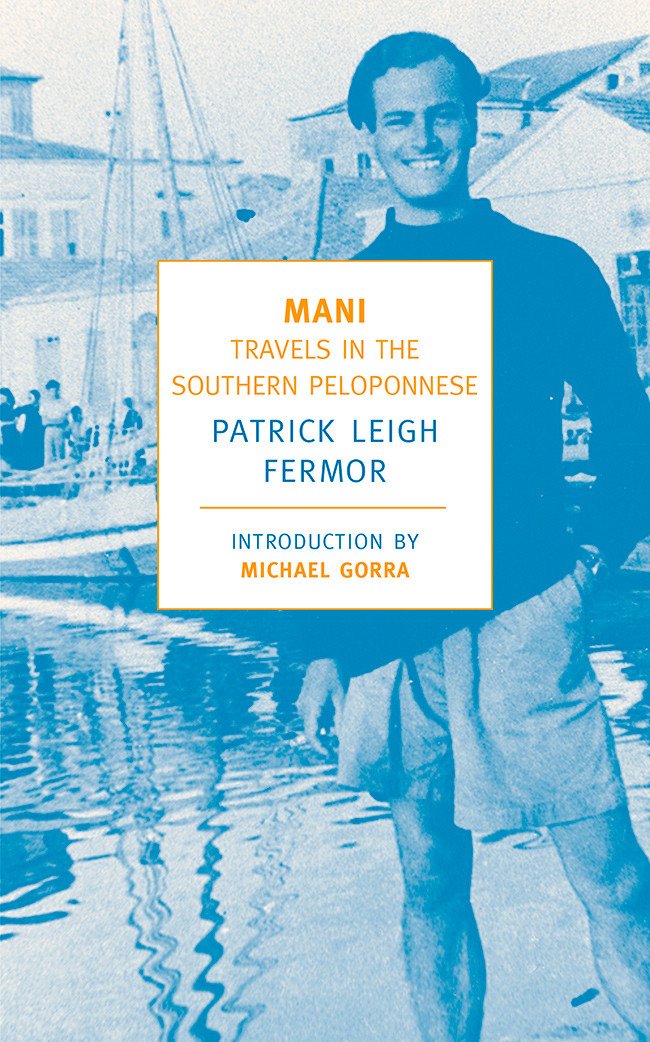 MANI
TRAVELS IN THE
SOUTHERN PELOPONNESE
PATRICK LEIGH
FERMOR
INTRODUCTION BY
MICHAEL GORRA